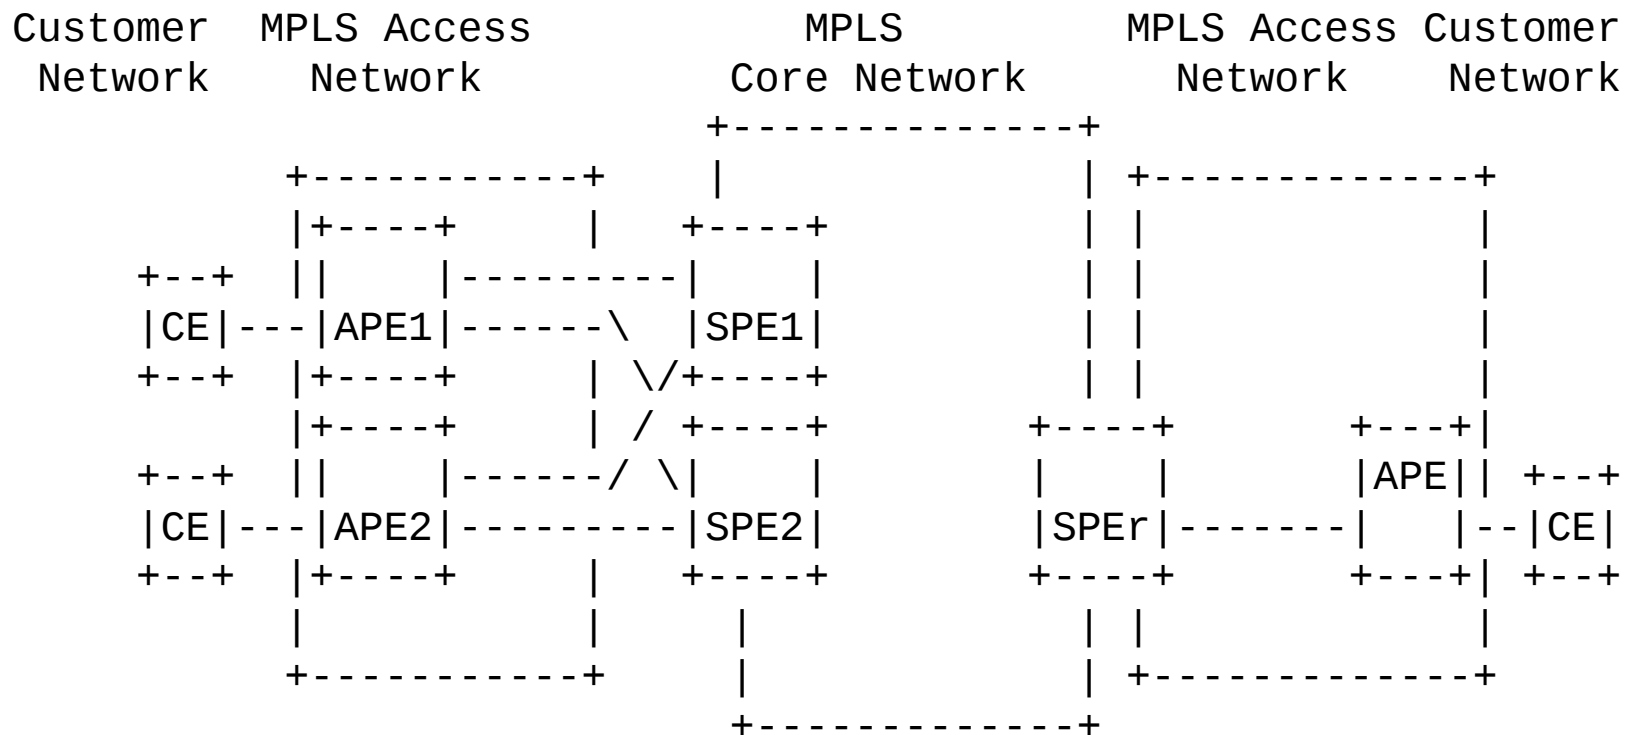 Customer MPLS Access MPLS MPLS Access Customer
Network Network Core Network Network Network
CE APE1 SPE1
APE
CE APE2 SPE2 SPEr CE